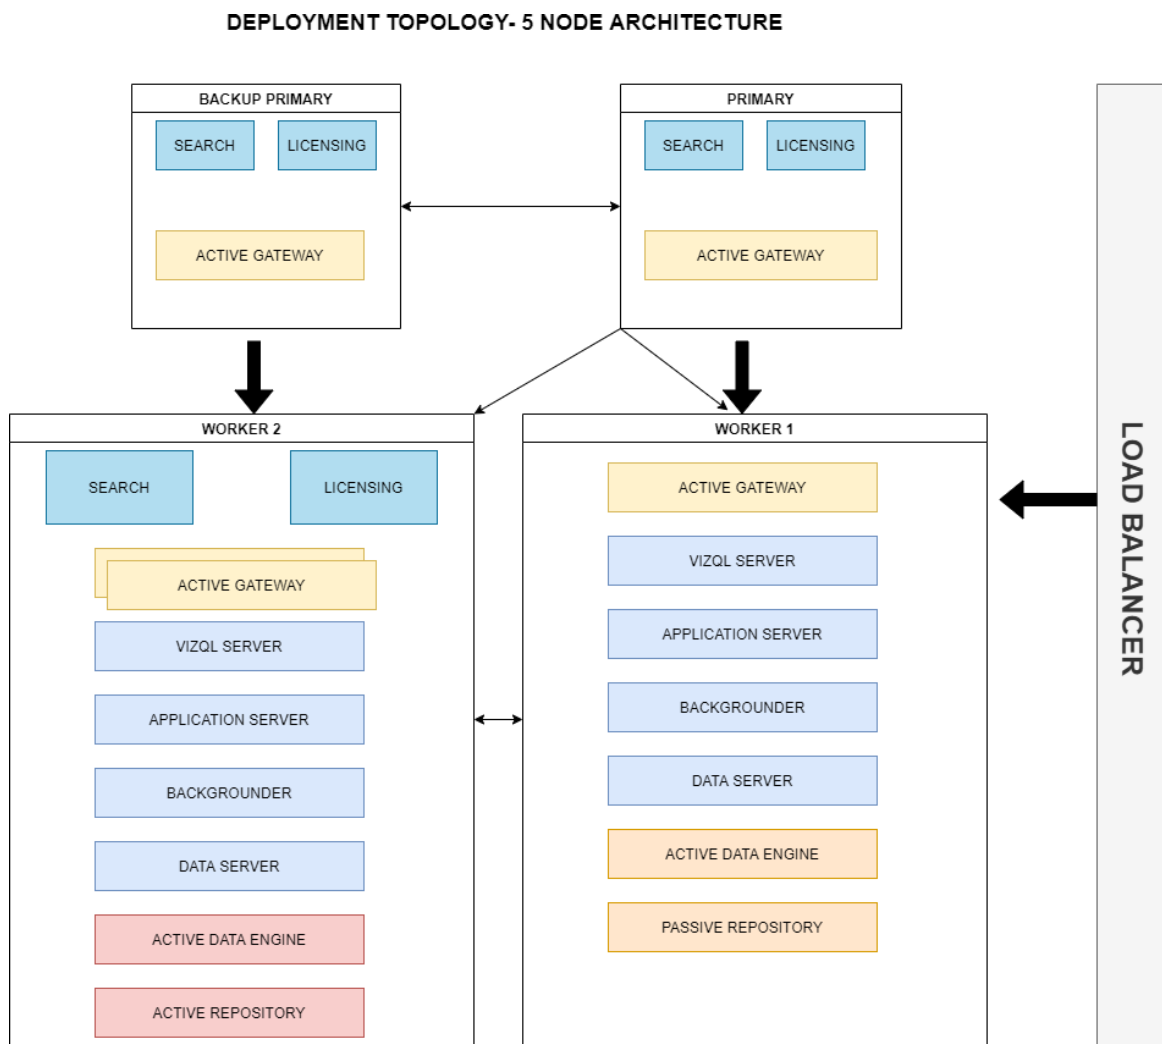 DEPLOYMENT TOPOLOGY- 5 NODE ARCHITECTURE
BACKUP PRIMARY
SEARCH
LICENSING
ACTIVE GATEWAY
PRIMARY
SEARCH
LICENSING
ACTIVE GATEWAY
WORKER 2
SEARCH
LICENSING
ACTIVE GATEWAY
VIZQL SERVER
APPLICATION SERVER
BACKGROUNDER
DATA SERVER
ACTIVE DATA ENGINE
ACTIVE REPOSITORY
WORKER 1
ACTIVE GATEWAY
VIZQL SERVER
APPLICATION SERVER
BACKGROUNDER
DATA SERVER
ACTIVE DATA ENGINE
PASSIVE REPOSITORY
LOAD BALANCER